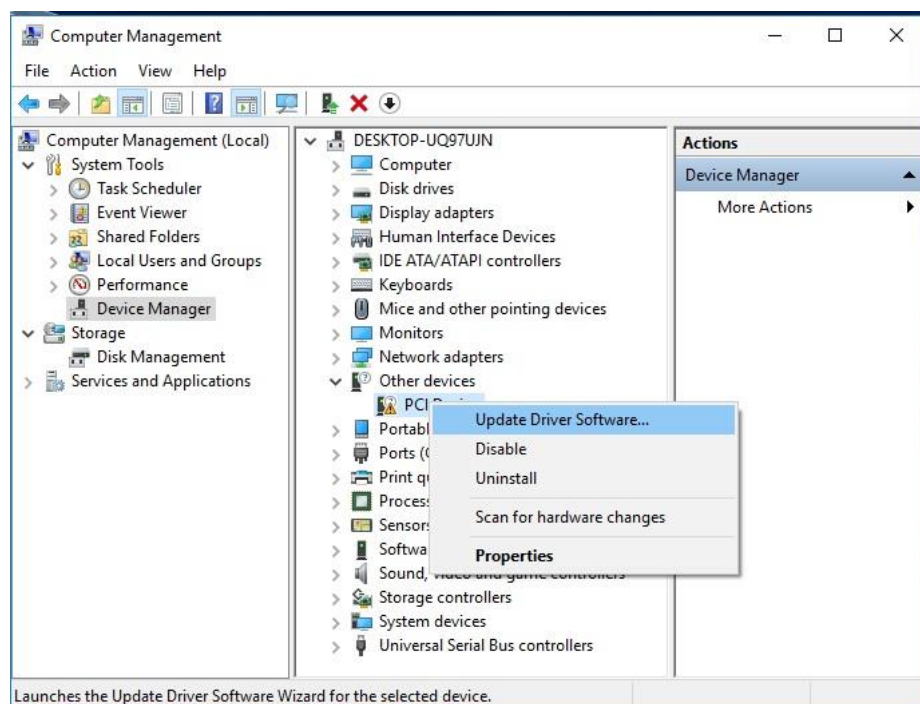 Computer Management
File Action View Help
Computer Management (Local)
System Tools
Task Scheduler
Event Viewer
Shared Folders
Local Users and Groups
Performance
Device Manager
Storage
Disk Management
Services and Applications
DESKTOP-UQ97UJN
Computer
Disk drives
Display adapters
Human Interface Devices
IDE ATA/ATAPI controllers
Keyboards
Mice and other pointing devices
Monitors
Network adapters
Other devices
PCI
Portabl
Ports (
Print q
Proces
Sensors
Softwa
Sound, video and game controllers
Storage controllers
System devices
Universal Serial Bus controllers
Update Driver Software...
Disable
Uninstall
Scan for hardware changes
Properties
Actions
Device Manager
More Actions
Launches the Update Driver Software Wizard for the selected device.